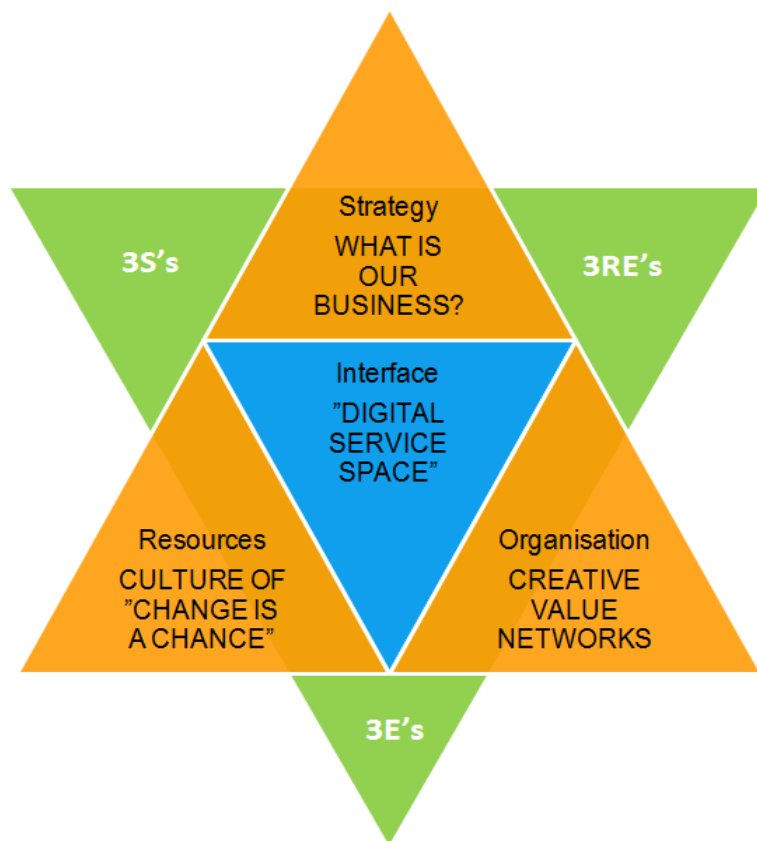 Strategy
WHAT IS
OUR
BUSINESS?
3S's
3RE's
Interface
”DIGITAL
SERVICE
SPACE”
Resources
CULTURE OF
”CHANGE IS
A CHANCE”
Organisation
CREATIVE
VALUE
NETWORKS
3E's